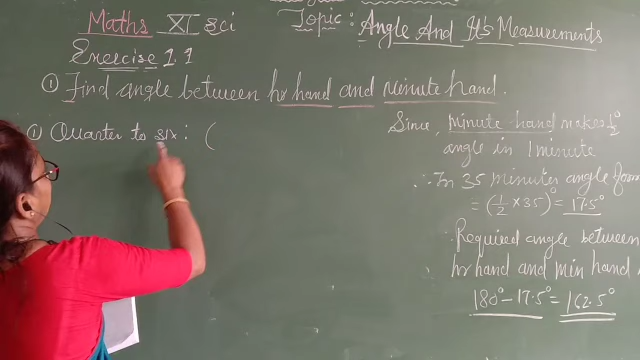 Maths XI sci
Topic: Angle And It's Measurements
Exercise 1.1
① Find angle between hr hand and minute hand.
① Quarter to six: (
Since, minute hand makes ½°
angle in 1 minute
∴ In 35 minutes angle
= (1/2 × 35)° = 17.5°
∴ Required angle between
hr hand and min hand
180° - 17.5° = 162.5°